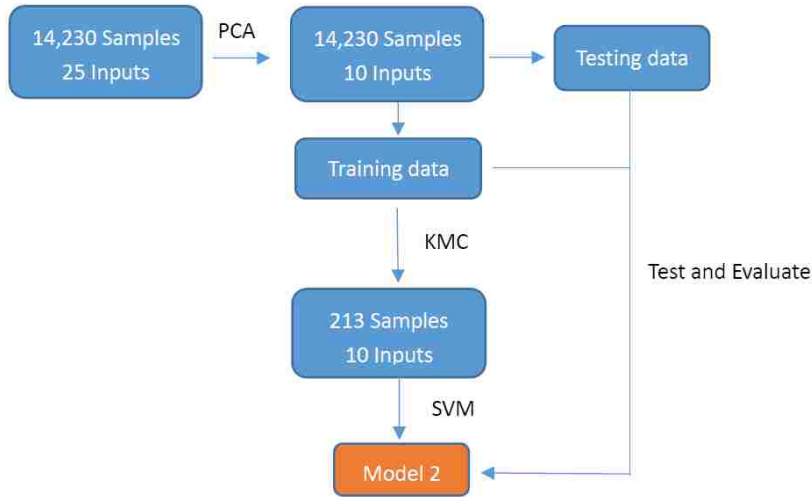 14,230 Samples
25 Inputs
PCA
14,230 Samples
10 Inputs
Testing data
Training data
KMC
Test and Evaluate
213 Samples
10 Inputs
SVM
Model 2